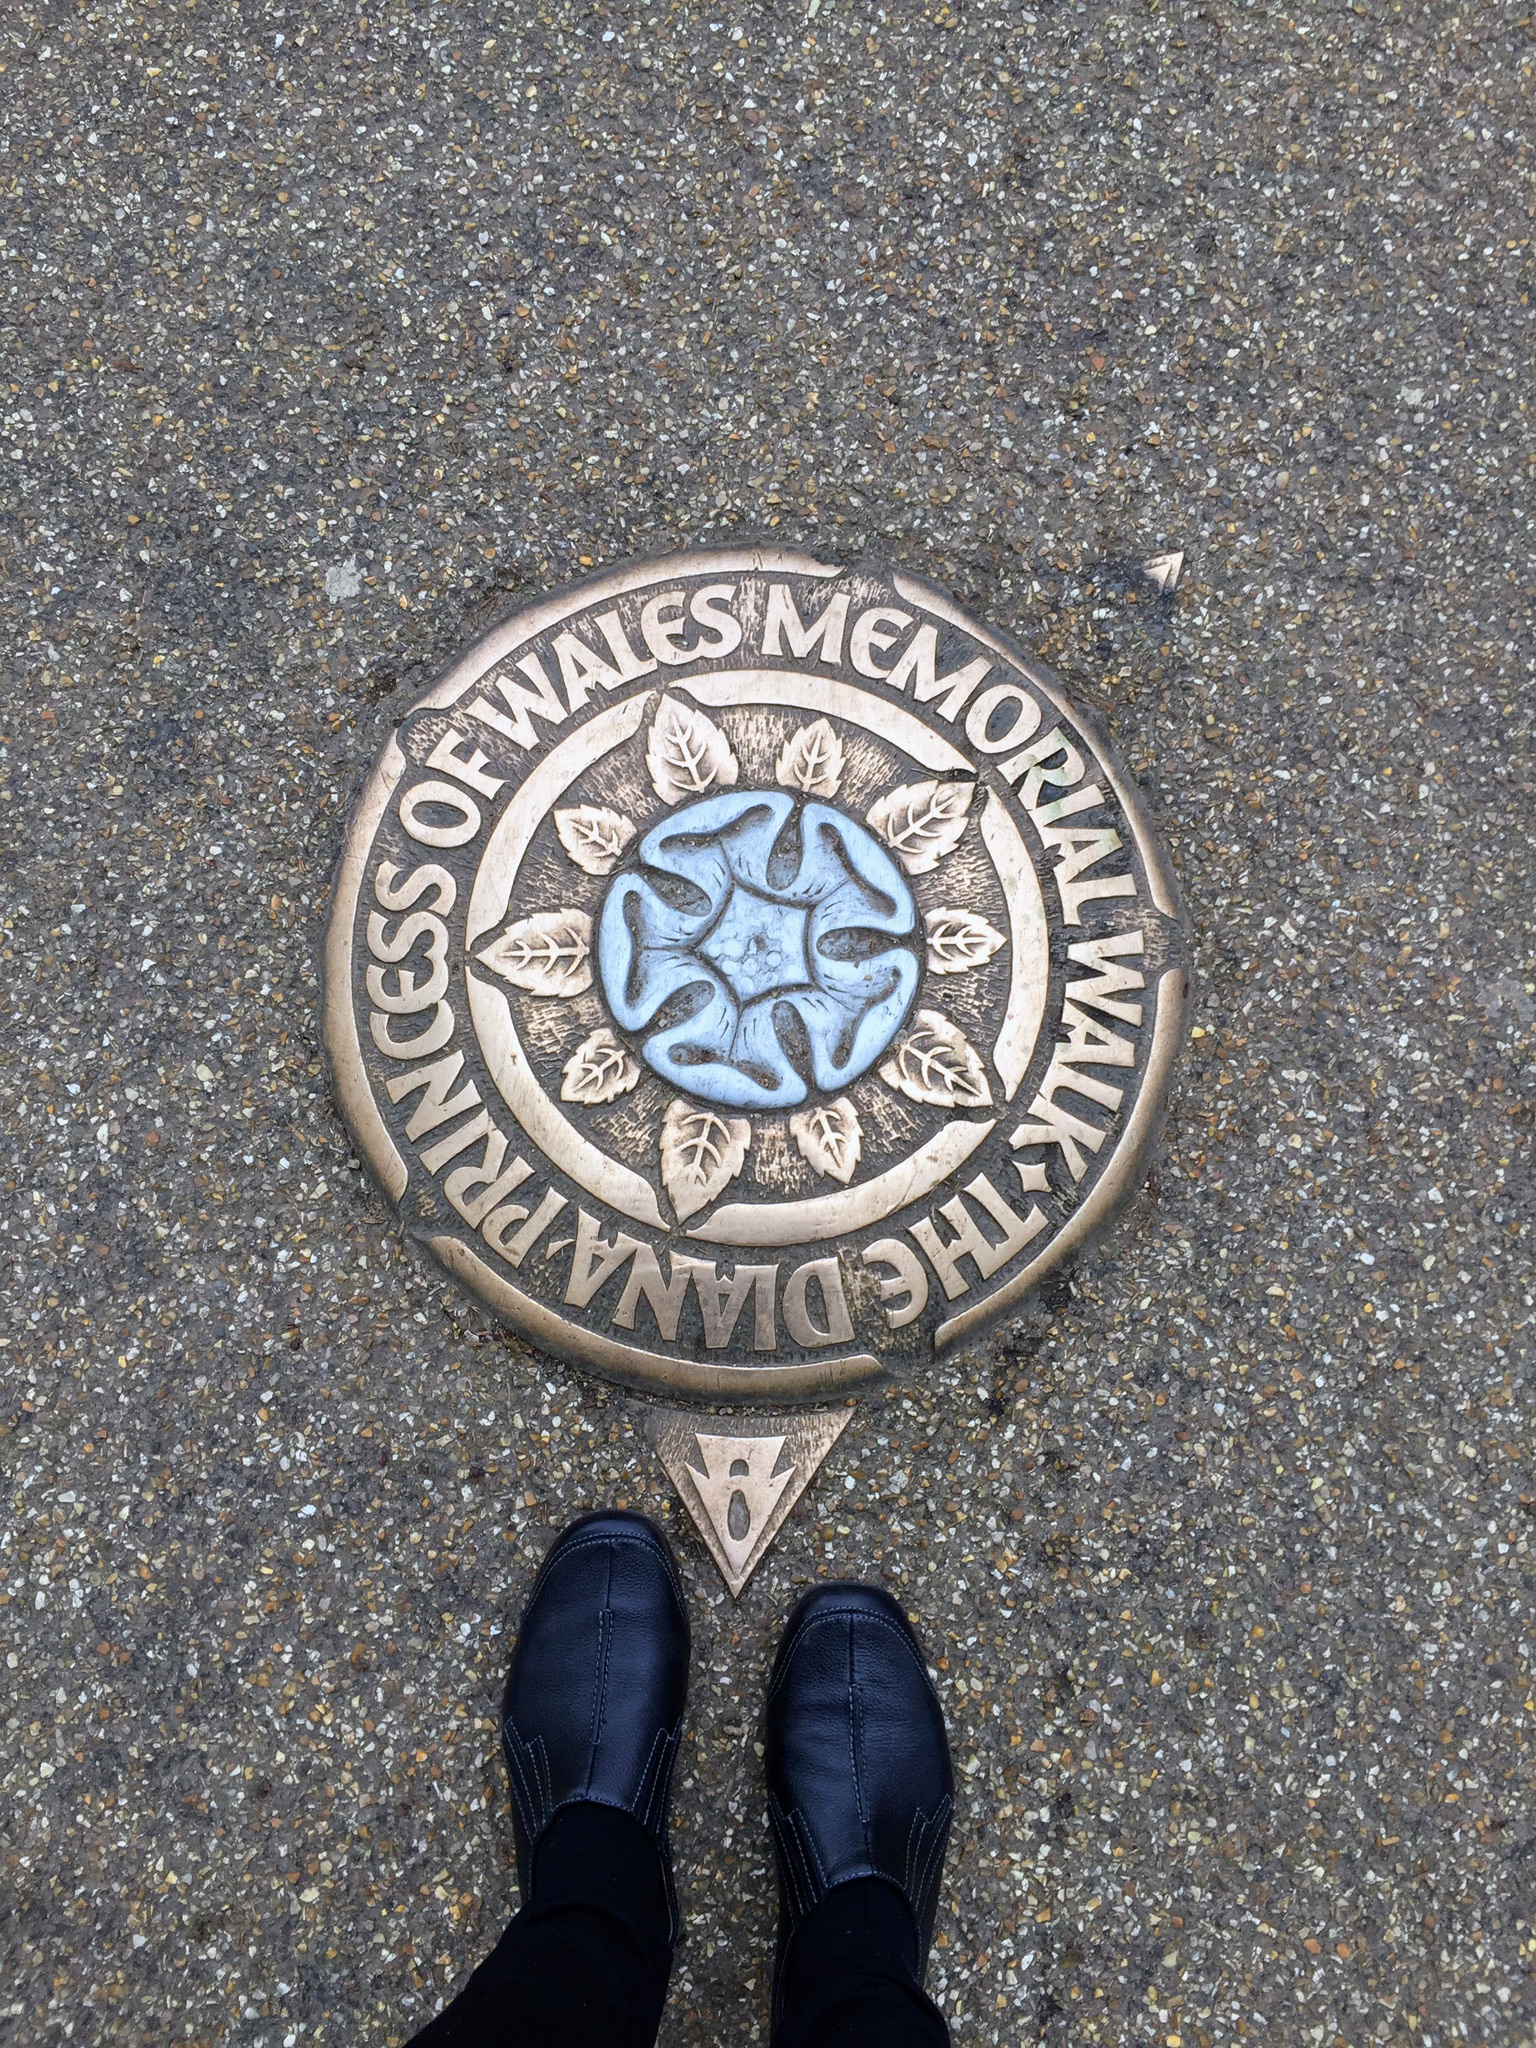 THE DIANA · PRINCESS OF WALES MEMORIAL WALK ·